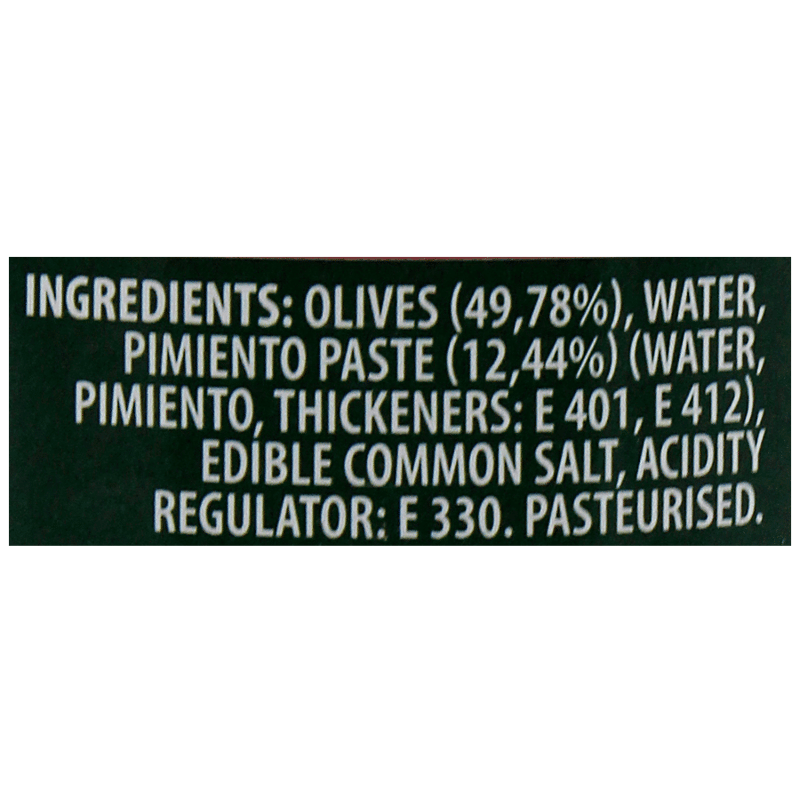 INGREDIENTS: OLIVES (49,78%), WATER,
PIMIENTO PASTE (12,44%) (WATER,
PIMIENTO, THICKENERS: E 401, E 412),
EDIBLE COMMON SALT, ACIDITY
REGULATOR: E 330. PASTEURISED.